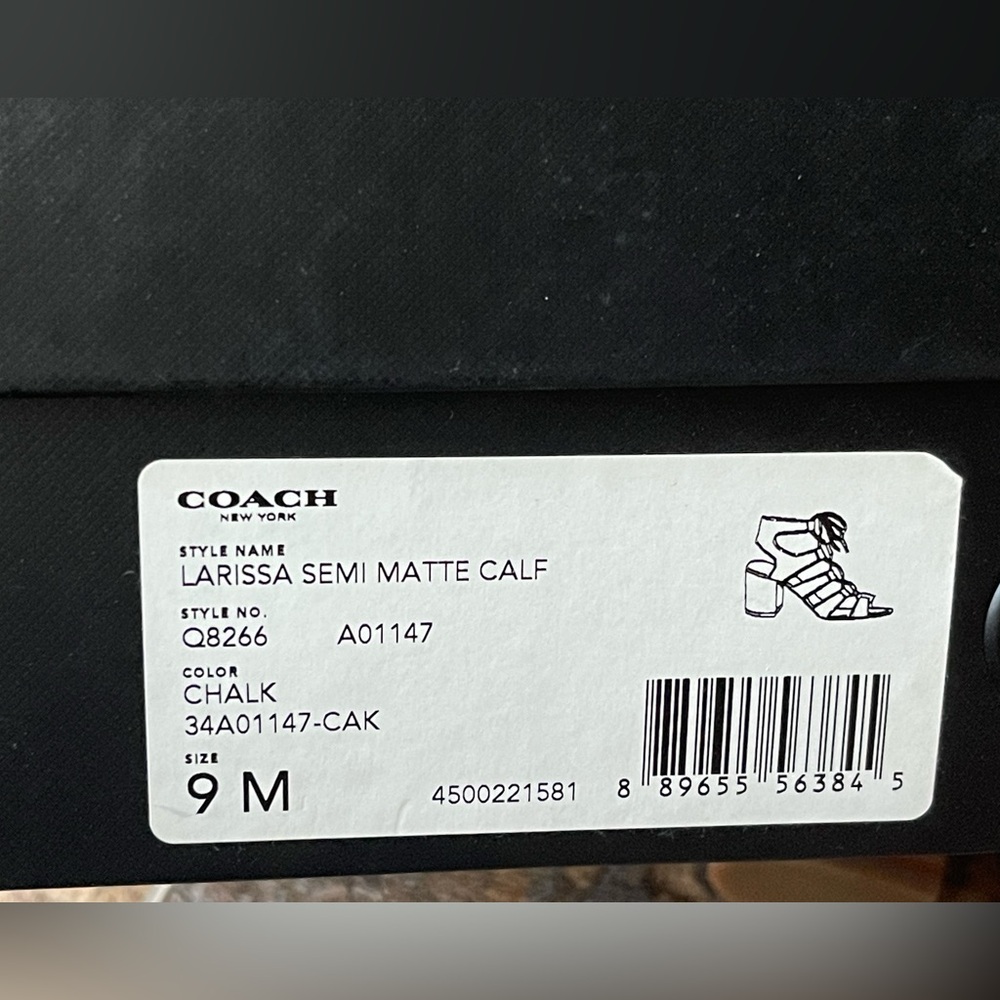 COACH
NEW YORK
STYLE NAME
LARISSA SEMI MATTE CALF
STYLE NO.
Q8266 A01147
COLOR
CHALK
34A01147-CAK
SIZE
9 M
4500221581
8 89655 56384 5